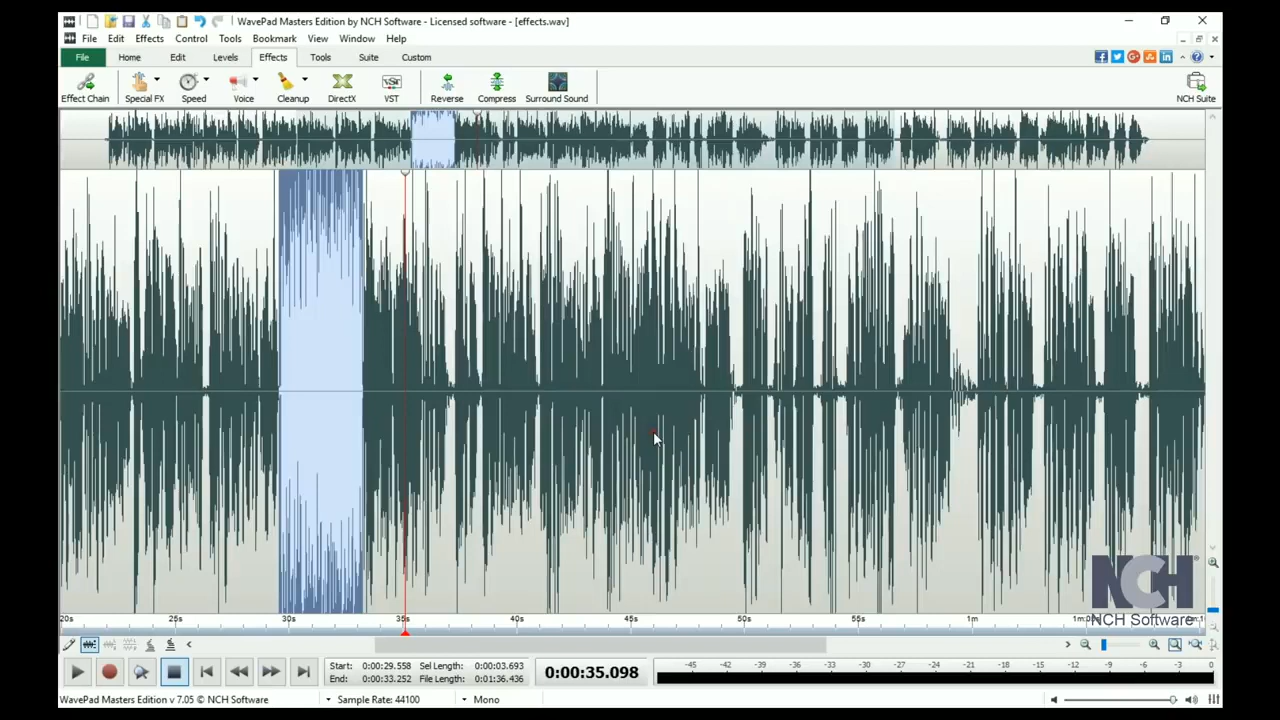 WavePad Masters Edition by NCH Software - Licensed software - [effects.wav]
File Edit Effects Control Tools Bookmark View Window Help
File Home Edit Levels Effects Tools Suite Custom
Effect Chain Special FX Speed Voice Cleanup DirectX VST Reverse Compress Surround Sound NCH Suite
NCH
NCH Software
20s 25s 30s 35s 40s 45s 50s 55s 1m
Start: 0:00:29.558 Sel Length: 0:00:03.693
End: 0:00:33.252 File Length: 0:01:36.436
0:00:35.098
-45 -42 -39 -36 -33 -30 -27 -24 -21 -18 -15 -12 -9 -6 -3 0
WavePad Masters Edition v 7.05 © NCH Software Sample Rate: 44100 Mono